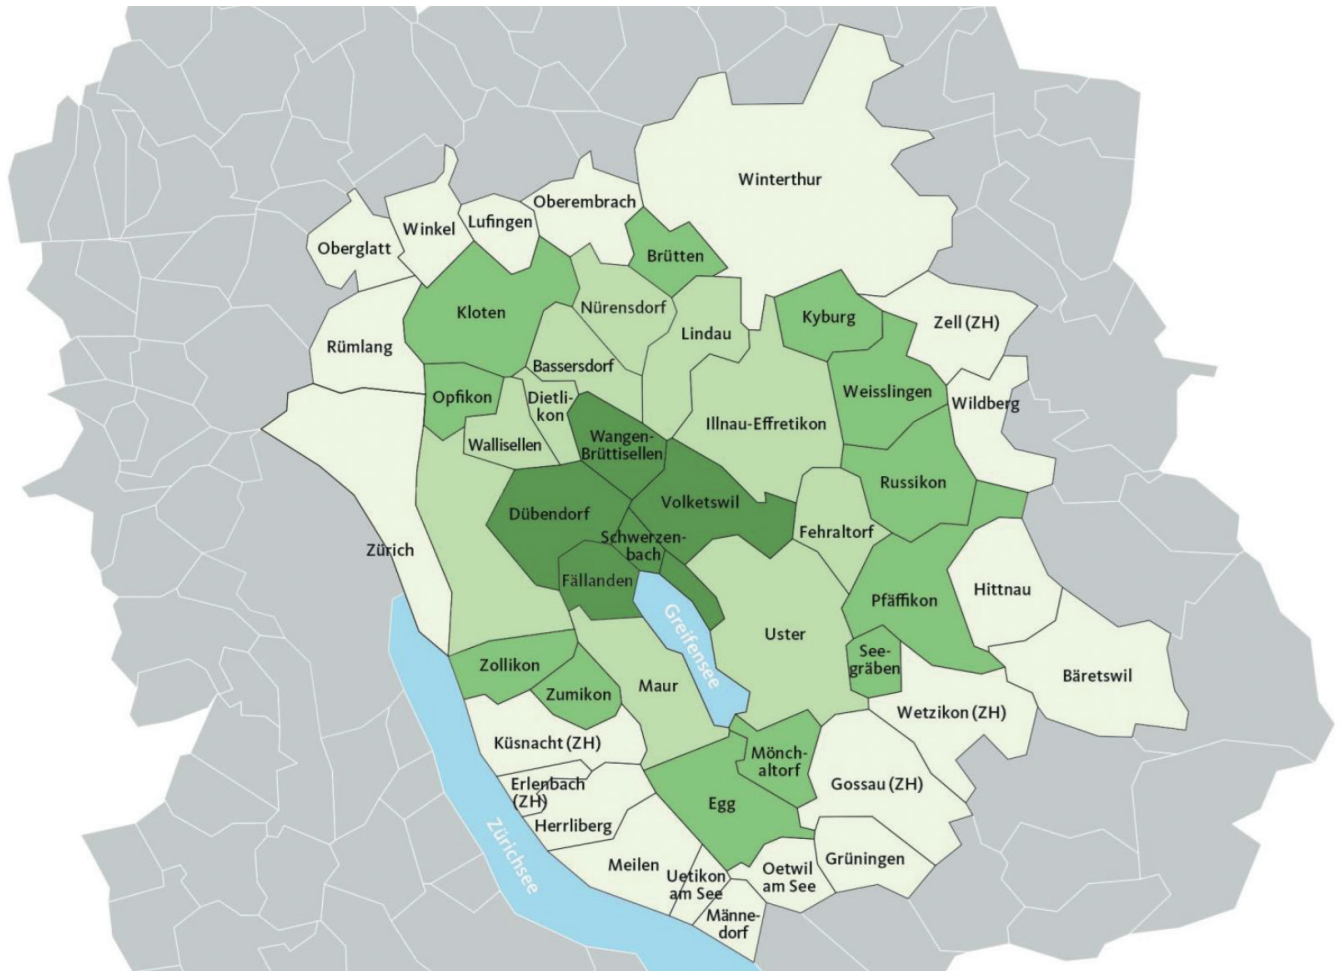 Winterthur
Oberembrach
Lufingen
Winkel
Oberglatt
Brütten
Nürensdorf
Kloten
Kyburg
Zell (ZH)
Lindau
Rümlang
Bassersdorf
Opfikon
Dietli-
kon
Weisslingen
Wildberg
Illnau-Effretikon
Wallisellen
Wangen-
Brüttisellen
Russikon
Volketswil
Dübendorf
Fehraltorf
Schwerzen-
bach
Zürich
Fällanden
Hittnau
Pfäffikon
Greifensee
Uster
See-
gräben
Zollikon
Bäretswil
Maur
Zumikon
Wetzikon (ZH)
Küsnacht (ZH)
Mönch-
altorf
Erlenbach
(ZH)
Gossau (ZH)
Egg
Herrliberg
Zürichsee
Meilen
Grüningen
Uetikon
am See
Oetwil
am See
Männe-
dorf